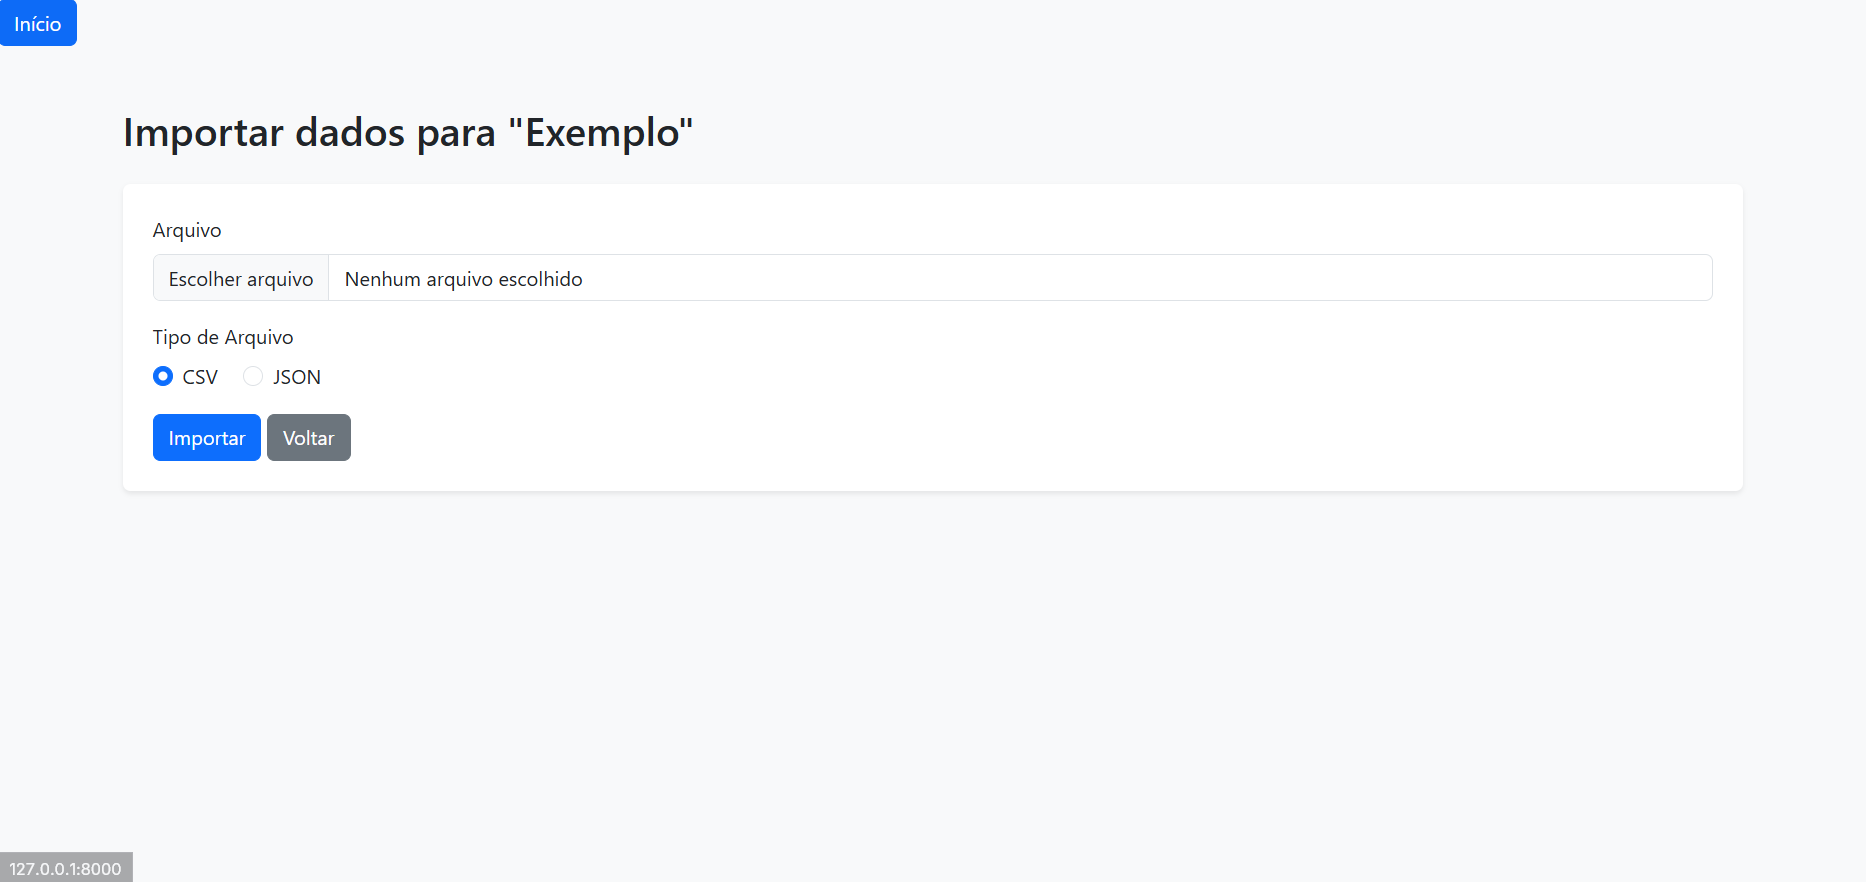 Início
Importar dados para "Exemplo"
Arquivo
Escolher arquivo Nenhum arquivo escolhido
Tipo de Arquivo
CSV JSON
Importar Voltar
127.0.0.1:8000